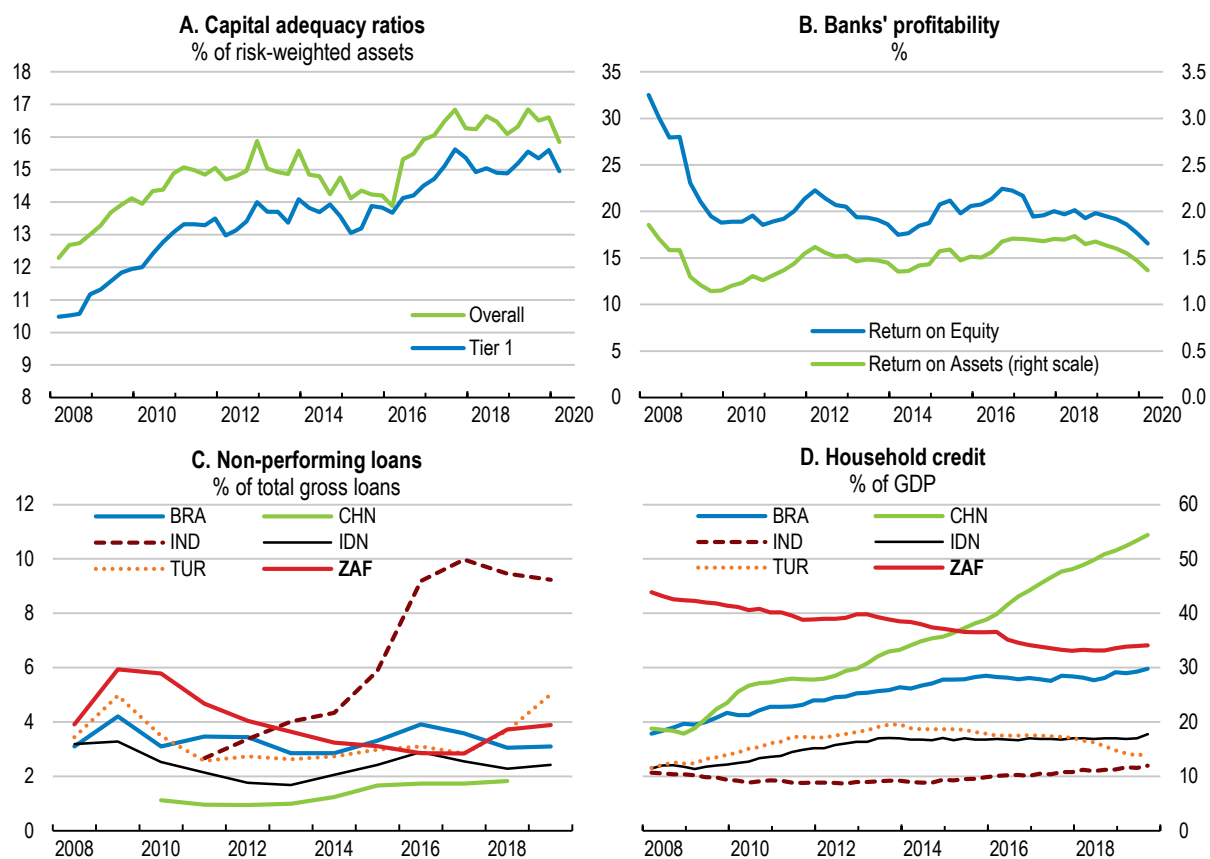 A. Capital adequacy ratios
% of risk-weighted assets
18
17
16
15
14
13
12
11
10
9
8
Overall
Tier 1
2008 2010 2012 2014 2016 2018 2020
B. Banks' profitability
%
35 3.5
30 3.0
25 2.5
20 2.0
15 1.5
10 1.0
5 0.5
0 0.0
Return on Equity
Return on Assets (right scale)
2008 2010 2012 2014 2016 2018 2020
C. Non-performing loans
% of total gross loans
12
10
8
6
4
2
0
BRA CHN
IND IDN
TUR ZAF
2008 2010 2012 2014 2016 2018
D. Household credit
% of GDP
60
50
40
30
20
10
0
BRA CHN
IND IDN
TUR ZAF
2008 2010 2012 2014 2016 2018